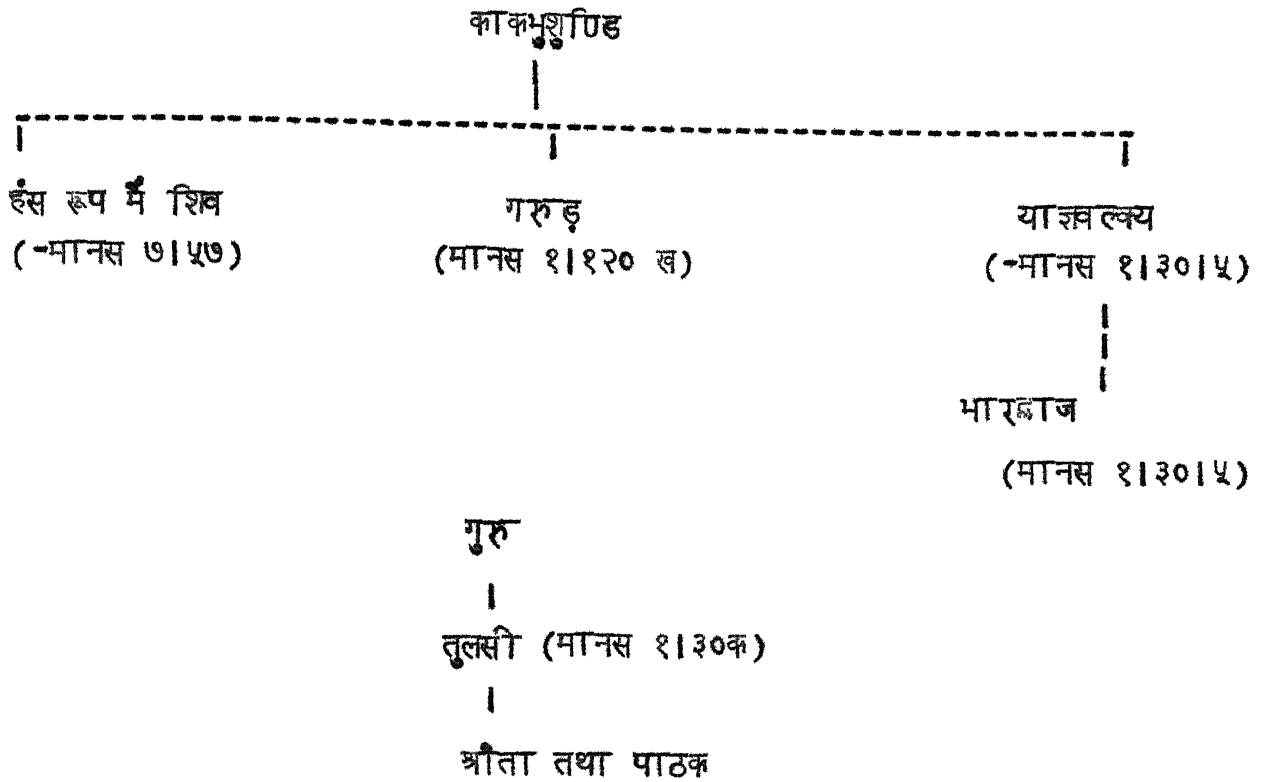 काकभुशुण्डि
हंस रूप में शिव गरुड़ याज्ञवल्क्य
(-मानस ७।५७) (मानस १।१२० ख) (-मानस १।३०।५)
भारद्वाज
(मानस १।३०।५)
गुरु
तुलसी (मानस १।३०क)
श्रोता तथा पाठक